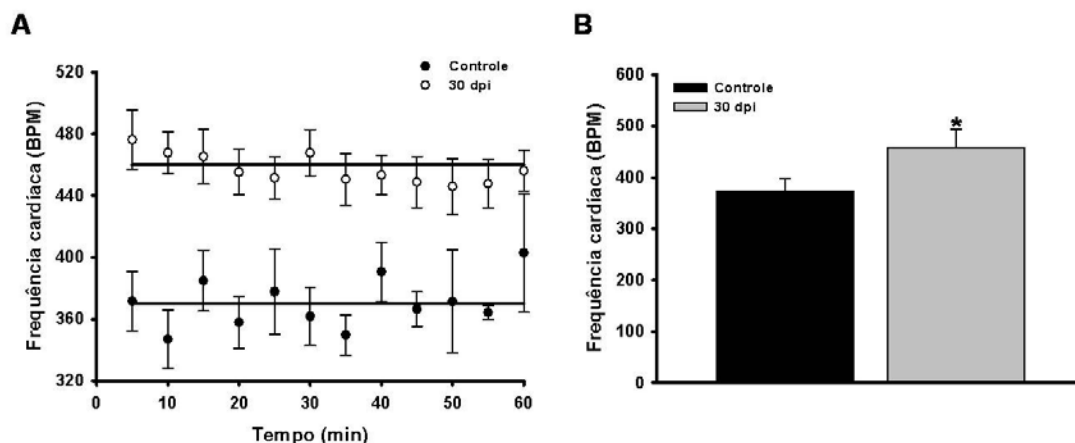 A
Frequência cardíaca (BPM)
520
480
440
400
360
320
Controle
30 dpi
0 10 20 30 40 50 60
Tempo (min)
B
Frequência cardíaca (BPM)
600
500
400
300
200
100
0
Controle
30 dpi
*